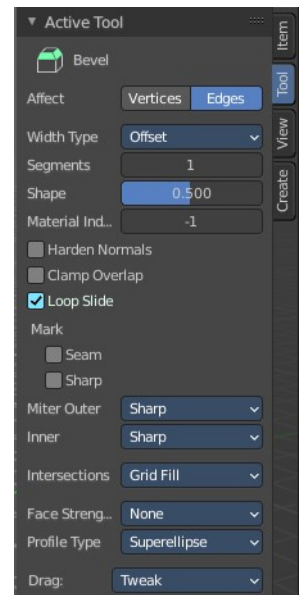 Active Tool
Bevel
Affect Vertices Edges
Width Type Offset
Segments 1
Shape 0.500
Material Ind... -1
Harden Normals
Clamp Overlap
Loop Slide
Mark
Seam
Sharp
Miter Outer Sharp
Inner Sharp
Intersections Grid Fill
Face Streng... None
Profile Type Superellipse
Drag: Tweak
Item
Tool
View
Create